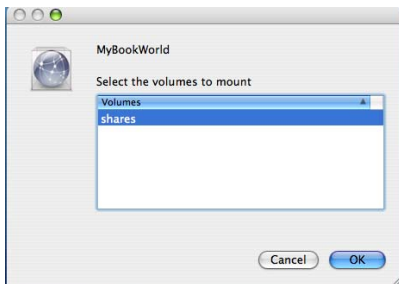 MyBookWorld
Select the volumes to mount
Volumes
shares
Cancel OK